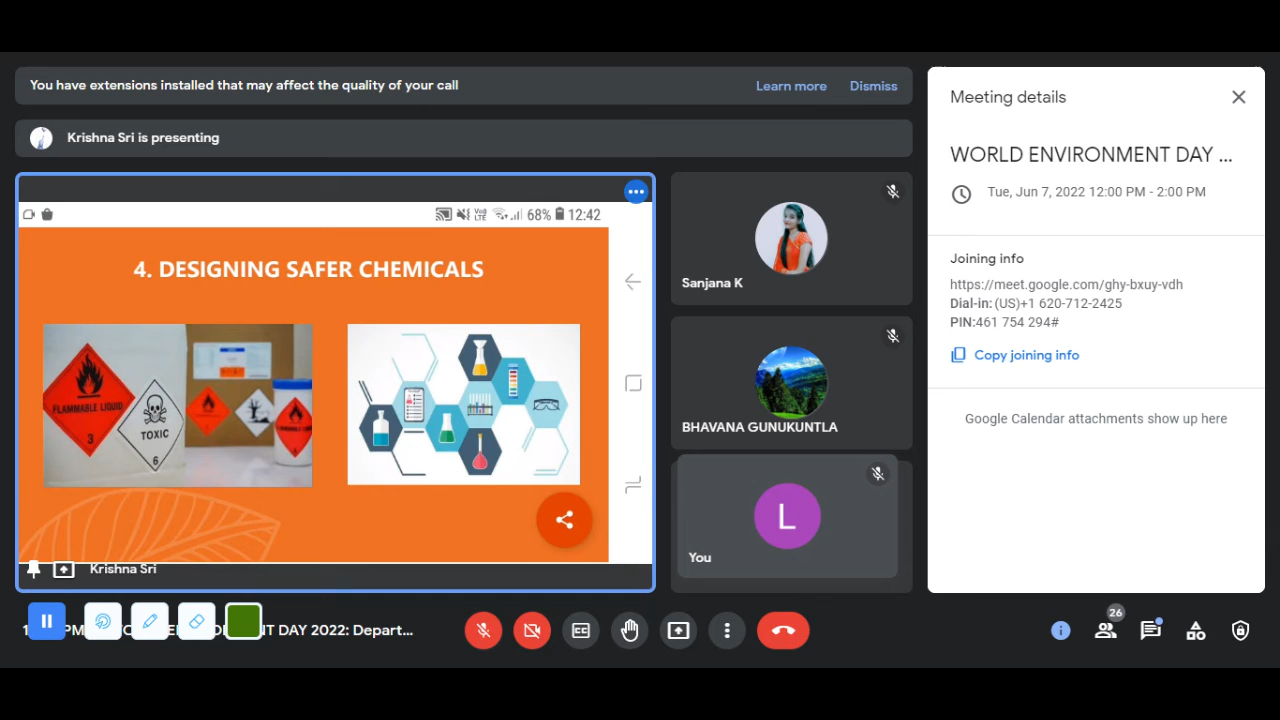 You have extensions installed that may affect the quality of your call
Learn more
Dismiss
Krishna Sri is presenting
68% 12:42
4. DESIGNING SAFER CHEMICALS
FLAMMABLE LIQUID
3
TOXIC
6
Krishna Sri
Sanjana K
BHAVANA GUNUKUNTLA
L
You
Meeting details
WORLD ENVIRONMENT DAY ...
Tue, Jun 7, 2022 12:00 PM - 2:00 PM
Joining info
https://meet.google.com/ghy-bxuy-vdh
Dial-in: (US)+1 620-712-2425
PIN:461 754 294#
Copy joining info
Google Calendar attachments show up here
T DAY 2022: Depart...
26